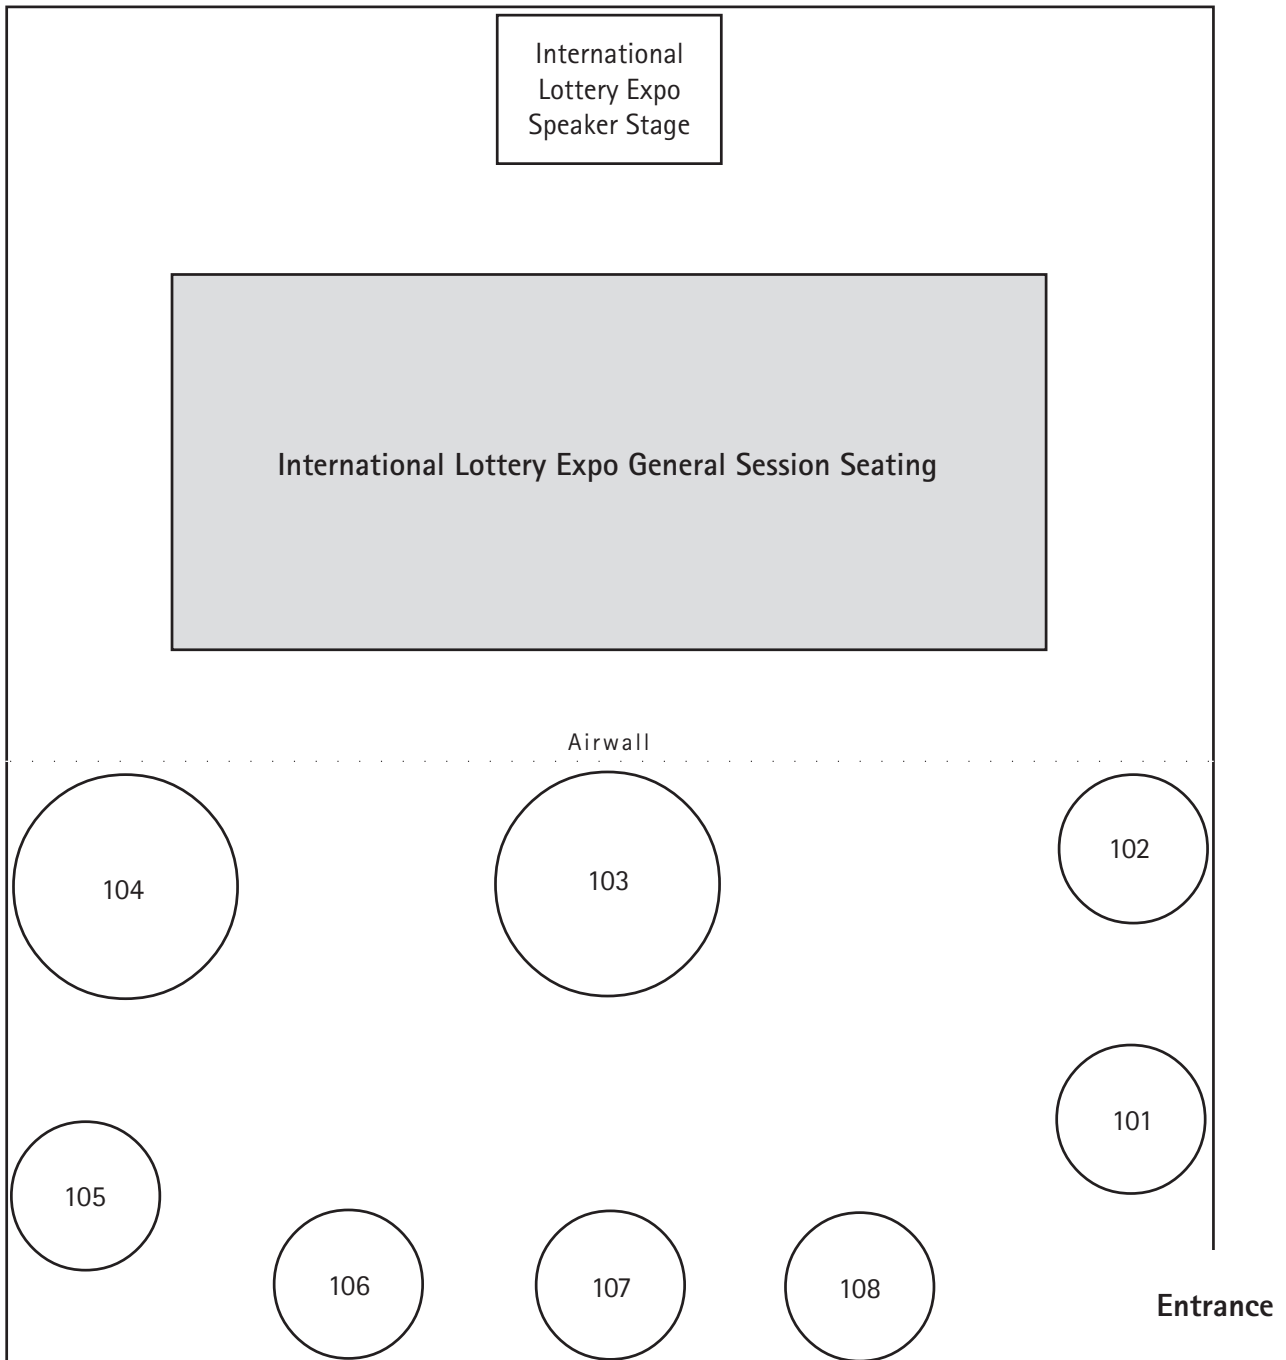 International
Lottery Expo
Speaker Stage
International Lottery Expo General Session Seating
Airwall
104
103
102
101
105
106
107
108
Entrance